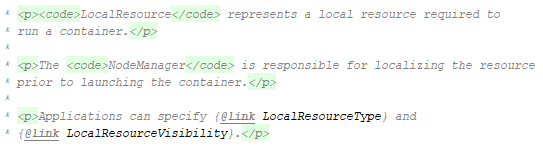 * <p><code>LocalResource</code> represents a local resource required to
* run a container.</p>
*
* <p>The <code>NodeManager</code> is responsible for localizing the resource
* prior to launching the container.</p>
*
* <p>Applications can specify {@link LocalResourceType} and
* {@link LocalResourceVisibility}.</p>